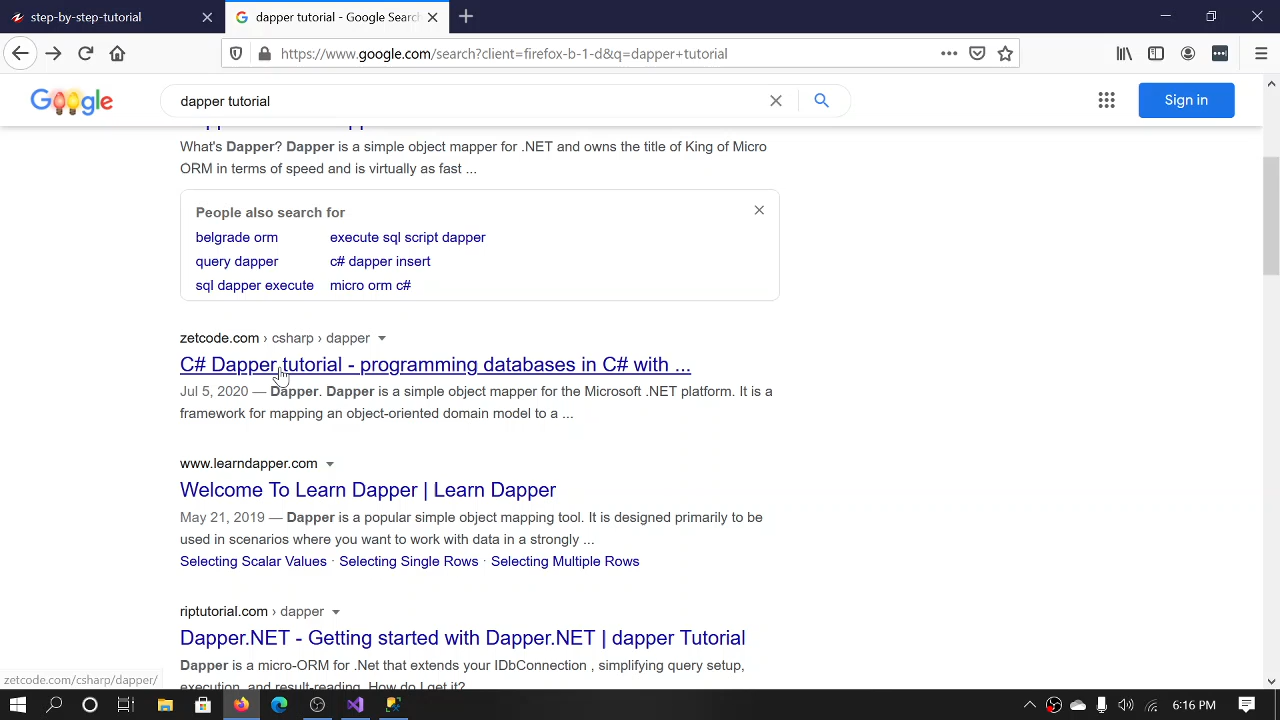 step-by-step-tutorial
dapper tutorial - Google Search
https://www.google.com/search?client=firefox-b-1-d&q=dapper+tutorial
Google
dapper tutorial
Sign in
What's Dapper? Dapper is a simple object mapper for .NET and owns the title of King of Micro
ORM in terms of speed and is virtually as fast ...
People also search for
belgrade orm
execute sql script dapper
query dapper
c# dapper insert
sql dapper execute
micro orm c#
zetcode.com › csharp › dapper
C# Dapper tutorial - programming databases in C# with ...
Jul 5, 2020 — Dapper. Dapper is a simple object mapper for the Microsoft .NET platform. It is a
framework for mapping an object-oriented domain model to a ...
www.learndapper.com
Welcome To Learn Dapper | Learn Dapper
May 21, 2019 — Dapper is a popular simple object mapping tool. It is designed primarily to be
used in scenarios where you want to work with data in a strongly ...
Selecting Scalar Values · Selecting Single Rows · Selecting Multiple Rows
riptutorial.com › dapper
Dapper.NET - Getting started with Dapper.NET | dapper Tutorial
Dapper is a micro-ORM for .Net that extends your IDbConnection , simplifying query setup,
execution, and result-reading. How do I get it?
zetcode.com/csharp/dapper/
6:16 PM